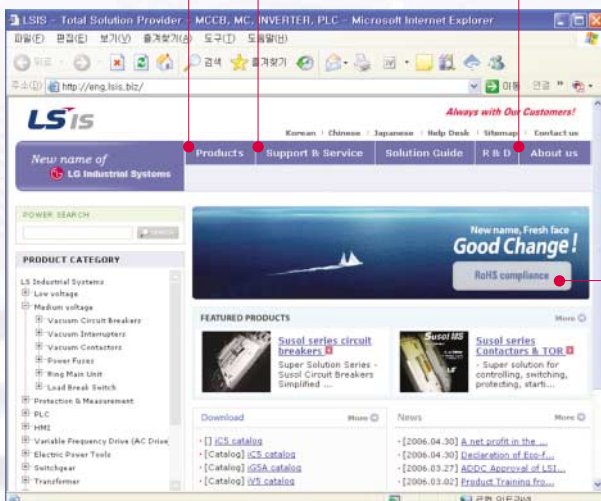 LSIS - Total Solution Provider - MCCB, MC, INVERTER, PLC - Microsoft Internet Explorer
파일(F) 편집(E) 보기(V) 즐겨찾기(A) 도구(T) 도움말(H)
뒤로 검색 즐겨찾기
주소(D) http://eng.lsis.biz/ 이동 연결
LSis
Always with Our Customers!
Korean Chinese Japanese Help Desk Sitemap Contact us
New name of
LG Industrial Systems
Products Support & Service Solution Guide R & D About us
POWER SEARCH
SEARCH
New name, Fresh face
Good Change!
RoHS compliance
PRODUCT CATEGORY
LS Industrial Systems
Low voltage
Medium voltage
Vacuum Circuit Breakers
Vacuum Interrupters
Vacuum Contactors
Power Fuses
Ring Main Unit
Load Break Switch
Protection & Measurement
PLC
HMI
Variable Frequency Drive (AC Drive
Electric Power Tools
Switchgear
Transformer
FEATURED PRODUCTS More
Susol series circuit
breakers
Super Solution Series -
Susol Circuit Breakers
Simplified ...
Susol MS
Susol series
Contactors & TOR
- Super solution for
controlling, switching,
protecting, starti...
Download More
· [] iC5 catalog
· [Catalog] iC5 catalog
· [Catalog] iG5A catalog
· [Catalog] iV5 catalog
News More
· [2006.04.30] A net profit in the ...
· [2006.04.30] Declaration of Eco-f...
· [2006.03.27] ADDC Approval of LSI...
· [2006.03.02] Product Training fro...